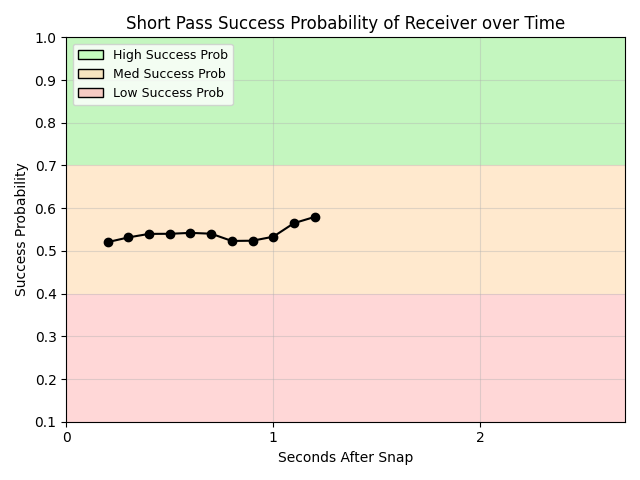 Short Pass Success Probability of Receiver over Time
1.0
High Success Prob
Med Success Prob
0.9
Low Success Prob
0.8
0.7
0.6
0.5
0.4
0.3
0.2
0.1
Success Probability
0 1 2
Seconds After Snap